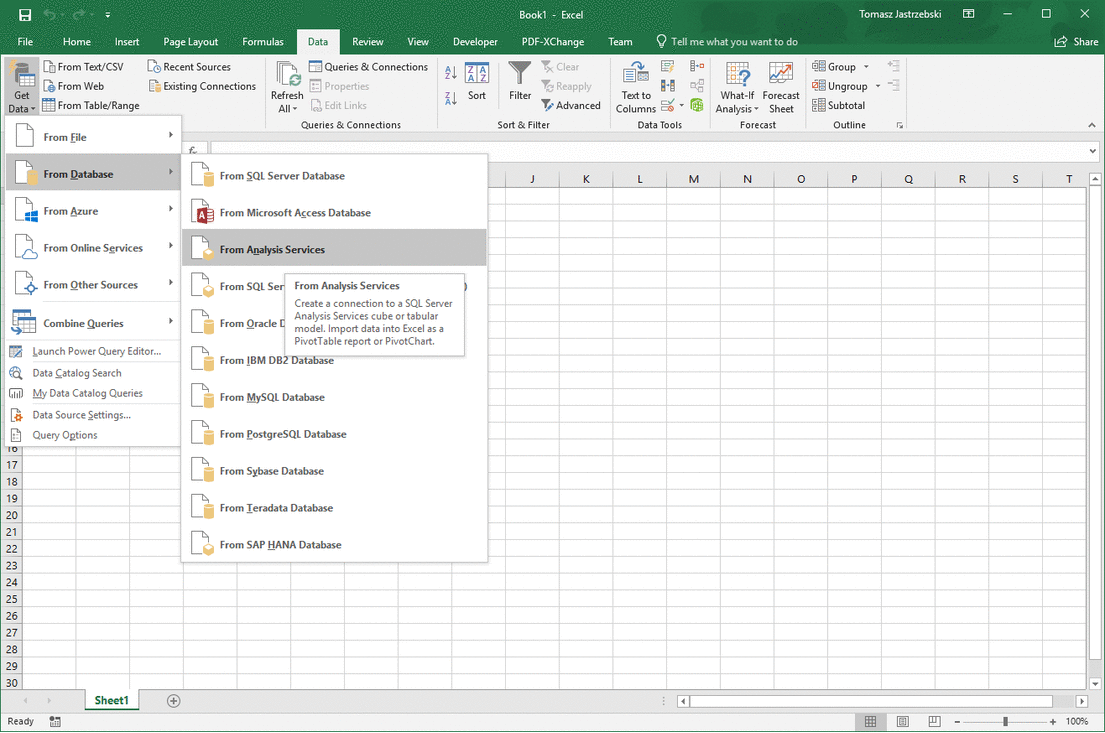 Book1 - Excel
Tomasz Jastrzebski
File Home Insert Page Layout Formulas Data Review View Developer PDF-XChange Team Tell me what you want to do Share
Get Data
From Text/CSV
From Web
From Table/Range
Recent Sources
Existing Connections
Refresh All
Queries & Connections
Properties
Edit Links
Queries & Connections
A Z
Z A
Z A A Z
Sort
Filter
Clear
Reapply
Advanced
Sort & Filter
Text to Columns
Data Tools
What-If Analysis
Forecast Sheet
Forecast
Group
Ungroup
Subtotal
Outline
From File
From Database
From Azure
From Online Services
From Other Sources
Combine Queries
Launch Power Query Editor...
Data Catalog Search
My Data Catalog Queries
Data Source Settings...
Query Options
From SQL Server Database
From Microsoft Access Database
From Analysis Services
From SQL
From Oracle
From IBM DB2 Database
From MySQL Database
From PostgreSQL Database
From Sybase Database
From Teradata Database
From SAP HANA Database
From Analysis Services
Create a connection to a SQL Server
Analysis Services cube or tabular
model. Import data into Excel as a
PivotTable report or PivotChart.
J K L M N O P Q R S T
16
17
18
19
20
21
22
23
24
25
26
27
28
29
30
Sheet1
Ready
100%